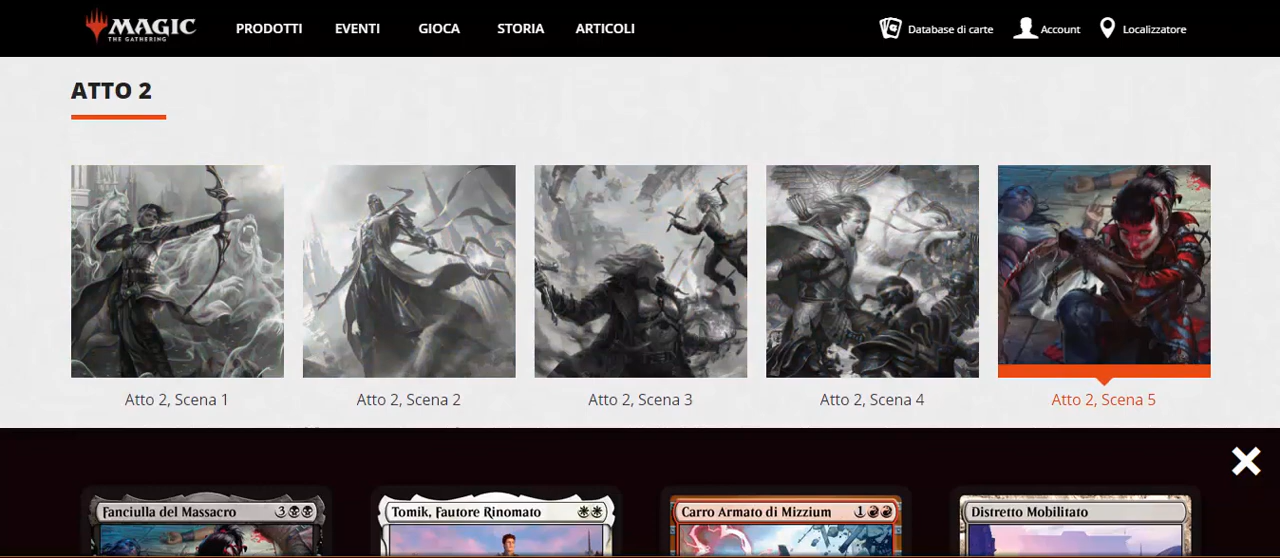 MAGIC
THE GATHERING
PRODOTTI EVENTI GIOCA STORIA ARTICOLI Database di carte Account Localizzatore
ATTO 2
Atto 2, Scena 1 Atto 2, Scena 2 Atto 2, Scena 3 Atto 2, Scena 4 Atto 2, Scena 5
Fanciulla del Massacro 3 Tomik, Fautore Rinomato Carro Armato di Mizzium 1 Distretto Mobilitato